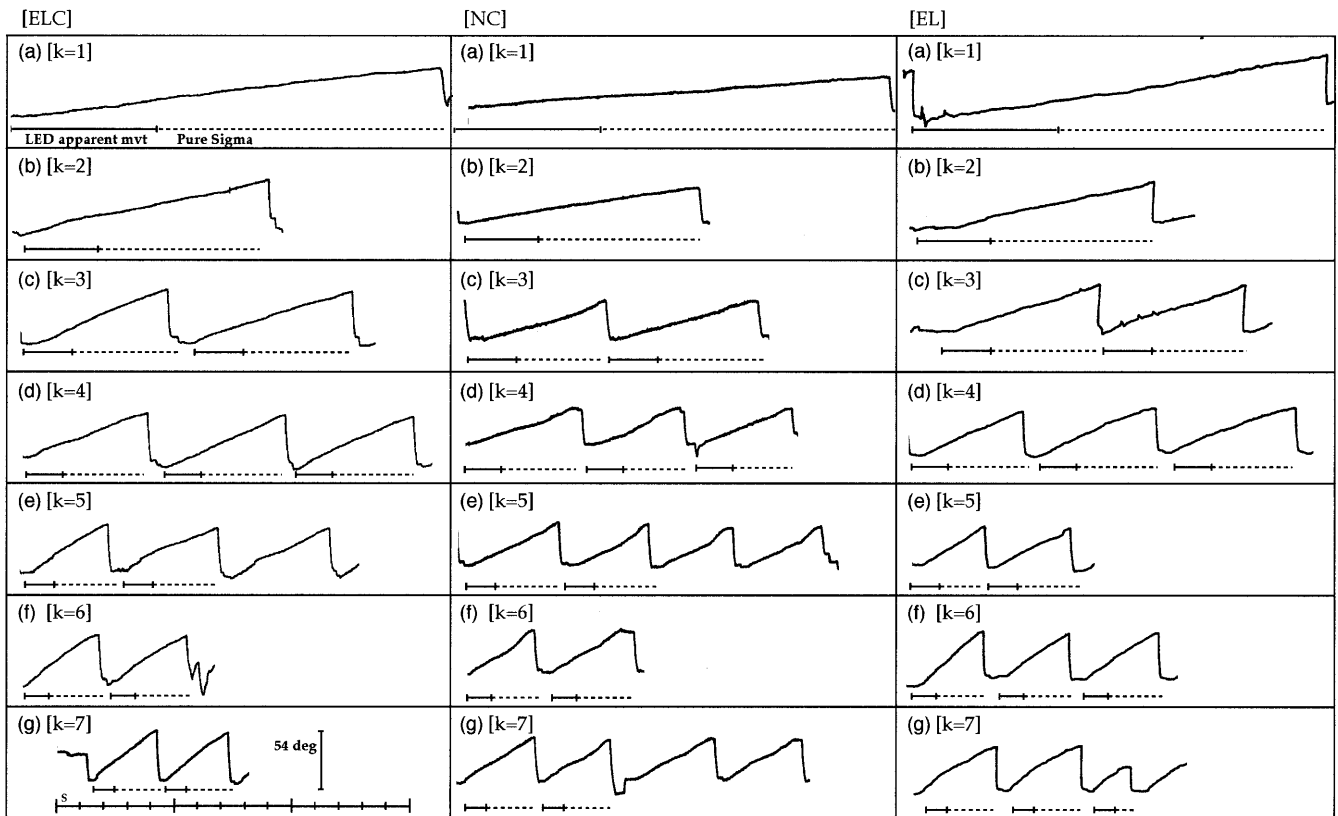 [ELC] [NC] [EL]
(a) [k=1] (a) [k=1] (a) [k=1]
LED apparent mvt Pure Sigma
(b) [k=2] (b) [k=2] (b) [k=2]
(c) [k=3] (c) [k=3] (c) [k=3]
(d) [k=4] (d) [k=4] (d) [k=4]
(e) [k=5] (e) [k=5] (e) [k=5]
(f) [k=6] (f) [k=6] (f) [k=6]
(g) [k=7] (g) [k=7] (g) [k=7]
54 deg
s